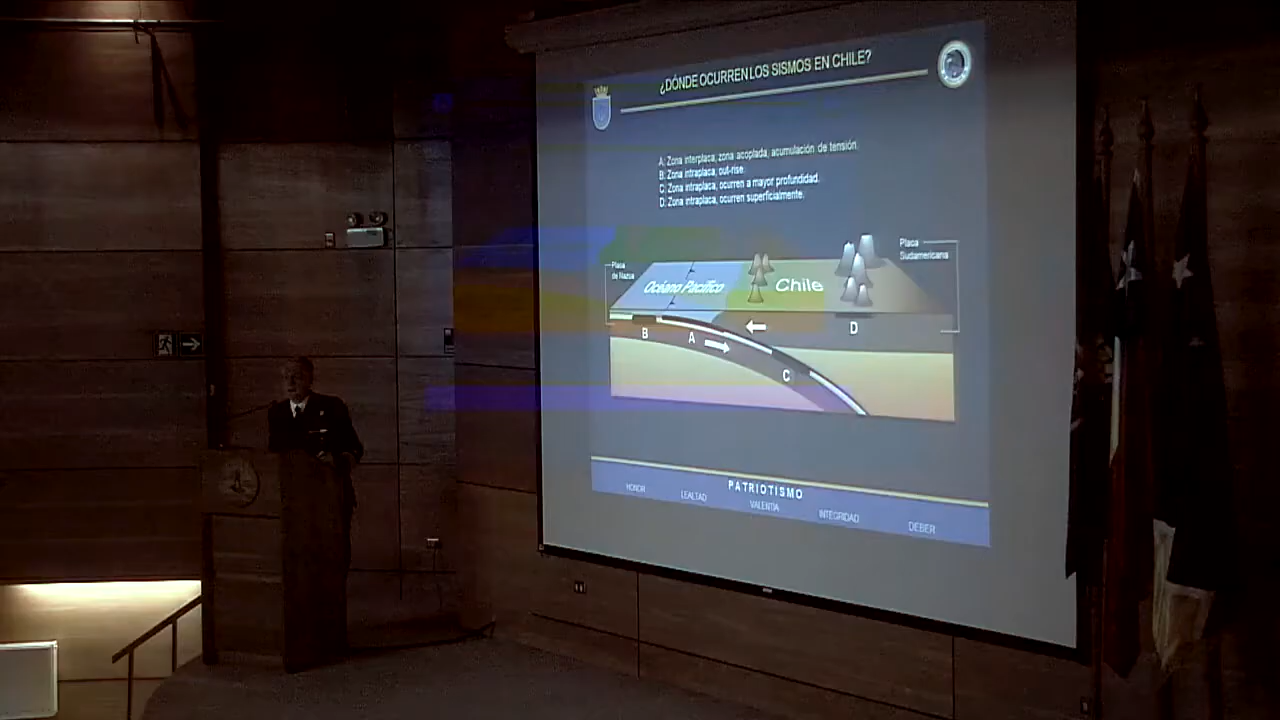 ¿DÓNDE OCURREN LOS SISMOS EN CHILE?
A: Zona interplaca, zona acoplada, acumulación de tensión.
B: Zona intraplaca, out-rise.
C: Zona intraplaca, ocurren a mayor profundidad.
D: Zona intraplaca, ocurren superficialmente.
Placa
de Nazca
Placa
Sudamericana
Océano Pacífico
Chile
B
A
D
C
PATRIOTISMO
HONOR
LEALTAD
VALENTÍA
INTEGRIDAD
DEBER